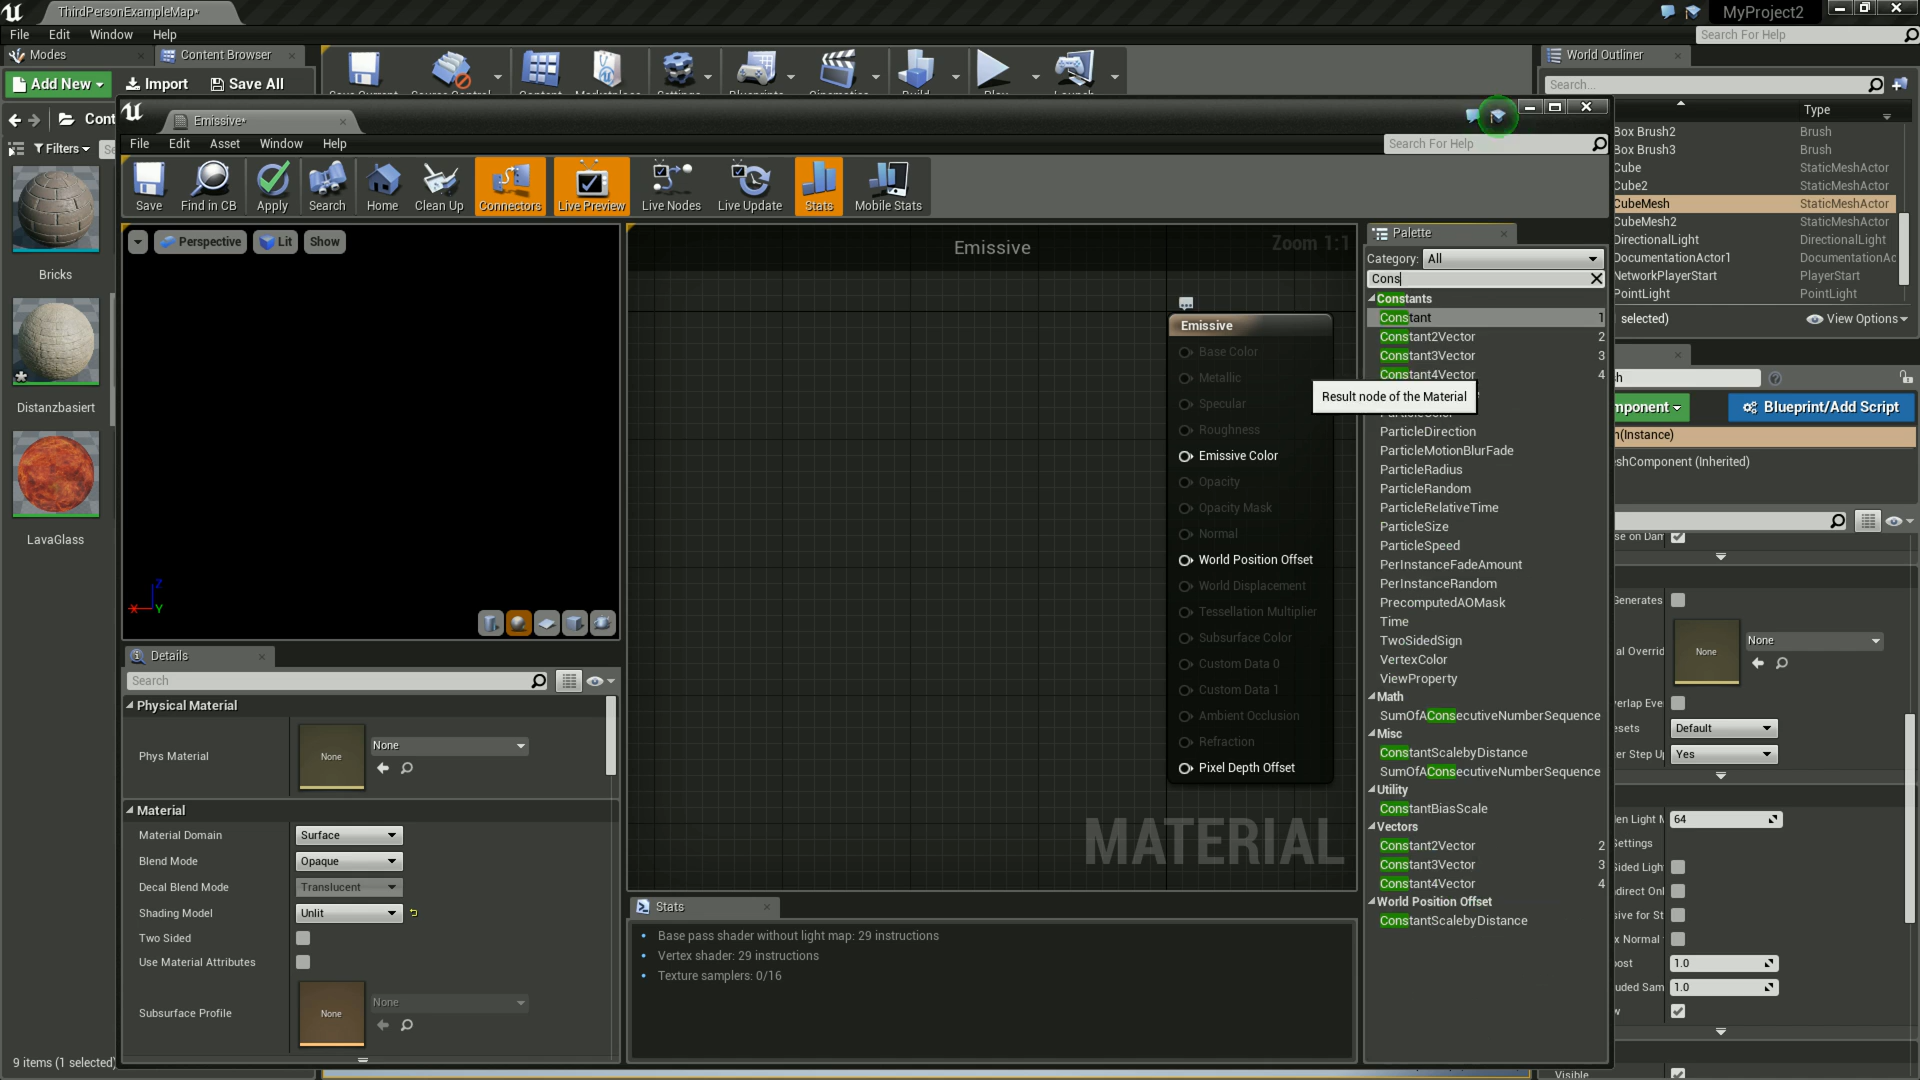 ThirdPersonExampleMap*
MyProject2
File Edit Window Help
Search For Help
Modes
Content Browser
World Outliner
Add New
Import
Save All
Search...
Type
Box Brush2 Brush
Box Brush3 Brush
Cube StaticMeshActor
Cube2 StaticMeshActor
CubeMesh StaticMeshActor
CubeMesh2 StaticMeshActor
DirectionalLight DirectionalLight
DocumentationActor1 DocumentationAc
NetworkPlayerStart PlayerStart
PointLight PointLight
selected)
View Options
Cont
Filters
Bricks
Distanzbasiert
LavaGlass
9 items (1 selected)
Emissive*
File Edit Asset Window Help
Search For Help
Save
Find in CB
Apply
Search
Home
Clean Up
Connectors
Live Preview
Live Nodes
Live Update
Stats
Mobile Stats
Perspective
Lit
Show
Z
X
Y
Details
Search
Physical Material
Phys Material
None
None
Material
Material Domain Surface
Blend Mode Opaque
Decal Blend Mode Translucent
Shading Model Unlit
Two Sided
Use Material Attributes
Subsurface Profile
None
None
Emissive
Zoom 1:1
Emissive
Base Color
Metallic
Specular
Roughness
Emissive Color
Opacity
Opacity Mask
Normal
World Position Offset
World Displacement
Tessellation Multiplier
Subsurface Color
Custom Data 0
Custom Data 1
Ambient Occlusion
Refraction
Pixel Depth Offset
MATERIAL
Result node of the Material
Stats
Base pass shader without light map: 29 instructions
Vertex shader: 29 instructions
Texture samplers: 0/16
Palette
Category: All
Cons
Constants
Constant 1
Constant2Vector 2
Constant3Vector 3
Constant4Vector 4
ParticleDirection
ParticleMotionBlurFade
ParticleRadius
ParticleRandom
ParticleRelativeTime
ParticleSize
ParticleSpeed
PerInstanceFadeAmount
PerInstanceRandom
PrecomputedAOMask
Time
TwoSidedSign
VertexColor
ViewProperty
Math
SumOfAConsecutiveNumberSequence
Misc
ConstantScalebyDistance
SumOfAConsecutiveNumberSequence
Utility
ConstantBiasScale
Vectors
Constant2Vector 2
Constant3Vector 3
Constant4Vector 4
World Position Offset
ConstantScalebyDistance
Blueprint/Add Script
(Instance)
(Inherited)
Generates
None
None
Default
Yes
64
1.0
1.0
Visible